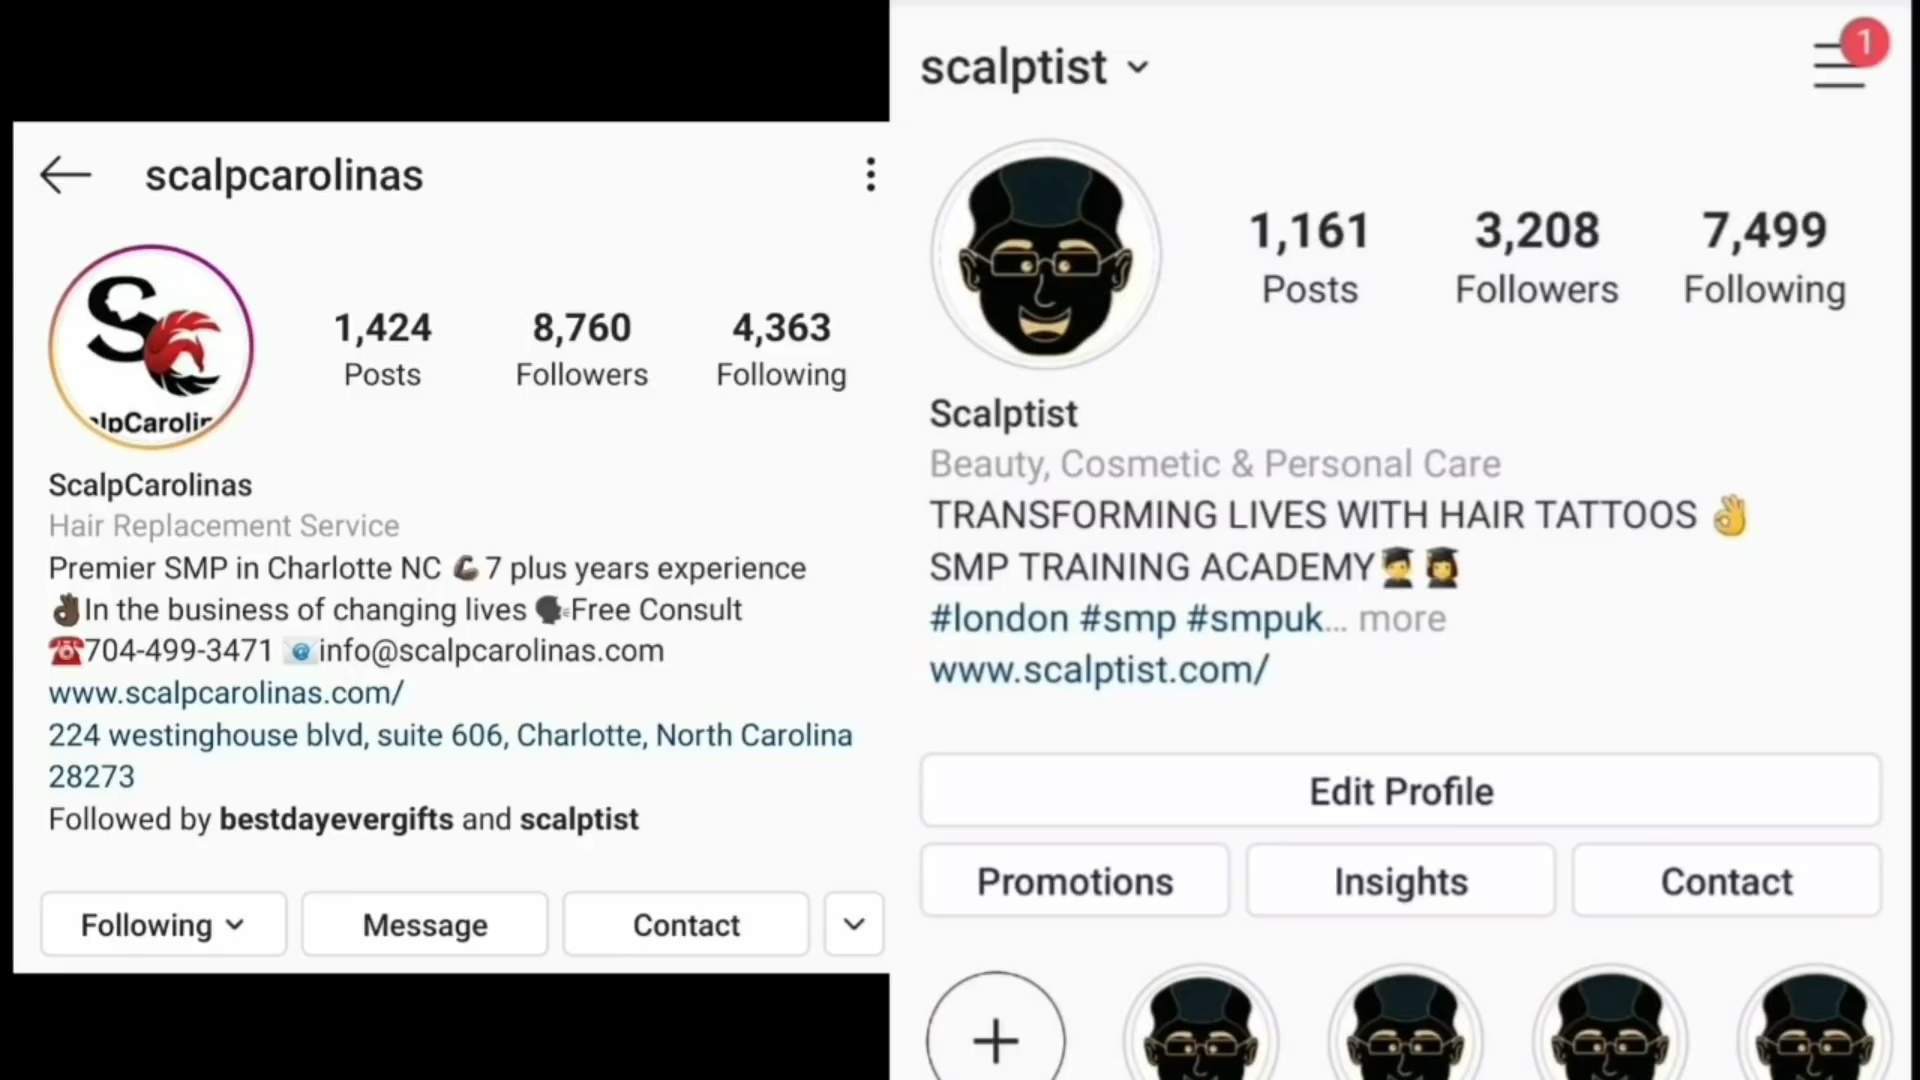 scalpcarolinas
1,424
8,760
4,363
Posts
Followers
Following
ScalpCarolinas
Hair Replacement Service
Premier SMP in Charlotte NC 💪🏿7 plus years experience
👌🏿In the business of changing lives 🗣Free Consult
☎️704-499-3471 📧info@scalpcarolinas.com
www.scalpcarolinas.com/
224 westinghouse blvd, suite 606, Charlotte, North Carolina
28273
Followed by bestdayevergifts and scalptist
Following
Message
Contact
scalptist
1
1,161
3,208
7,499
Posts
Followers
Following
Scalptist
Beauty, Cosmetic & Personal Care
TRANSFORMING LIVES WITH HAIR TATTOOS 👌
SMP TRAINING ACADEMY👨‍🎓👩‍🎓
#london #smp #smpuk... more
www.scalptist.com/
Edit Profile
Promotions
Insights
Contact